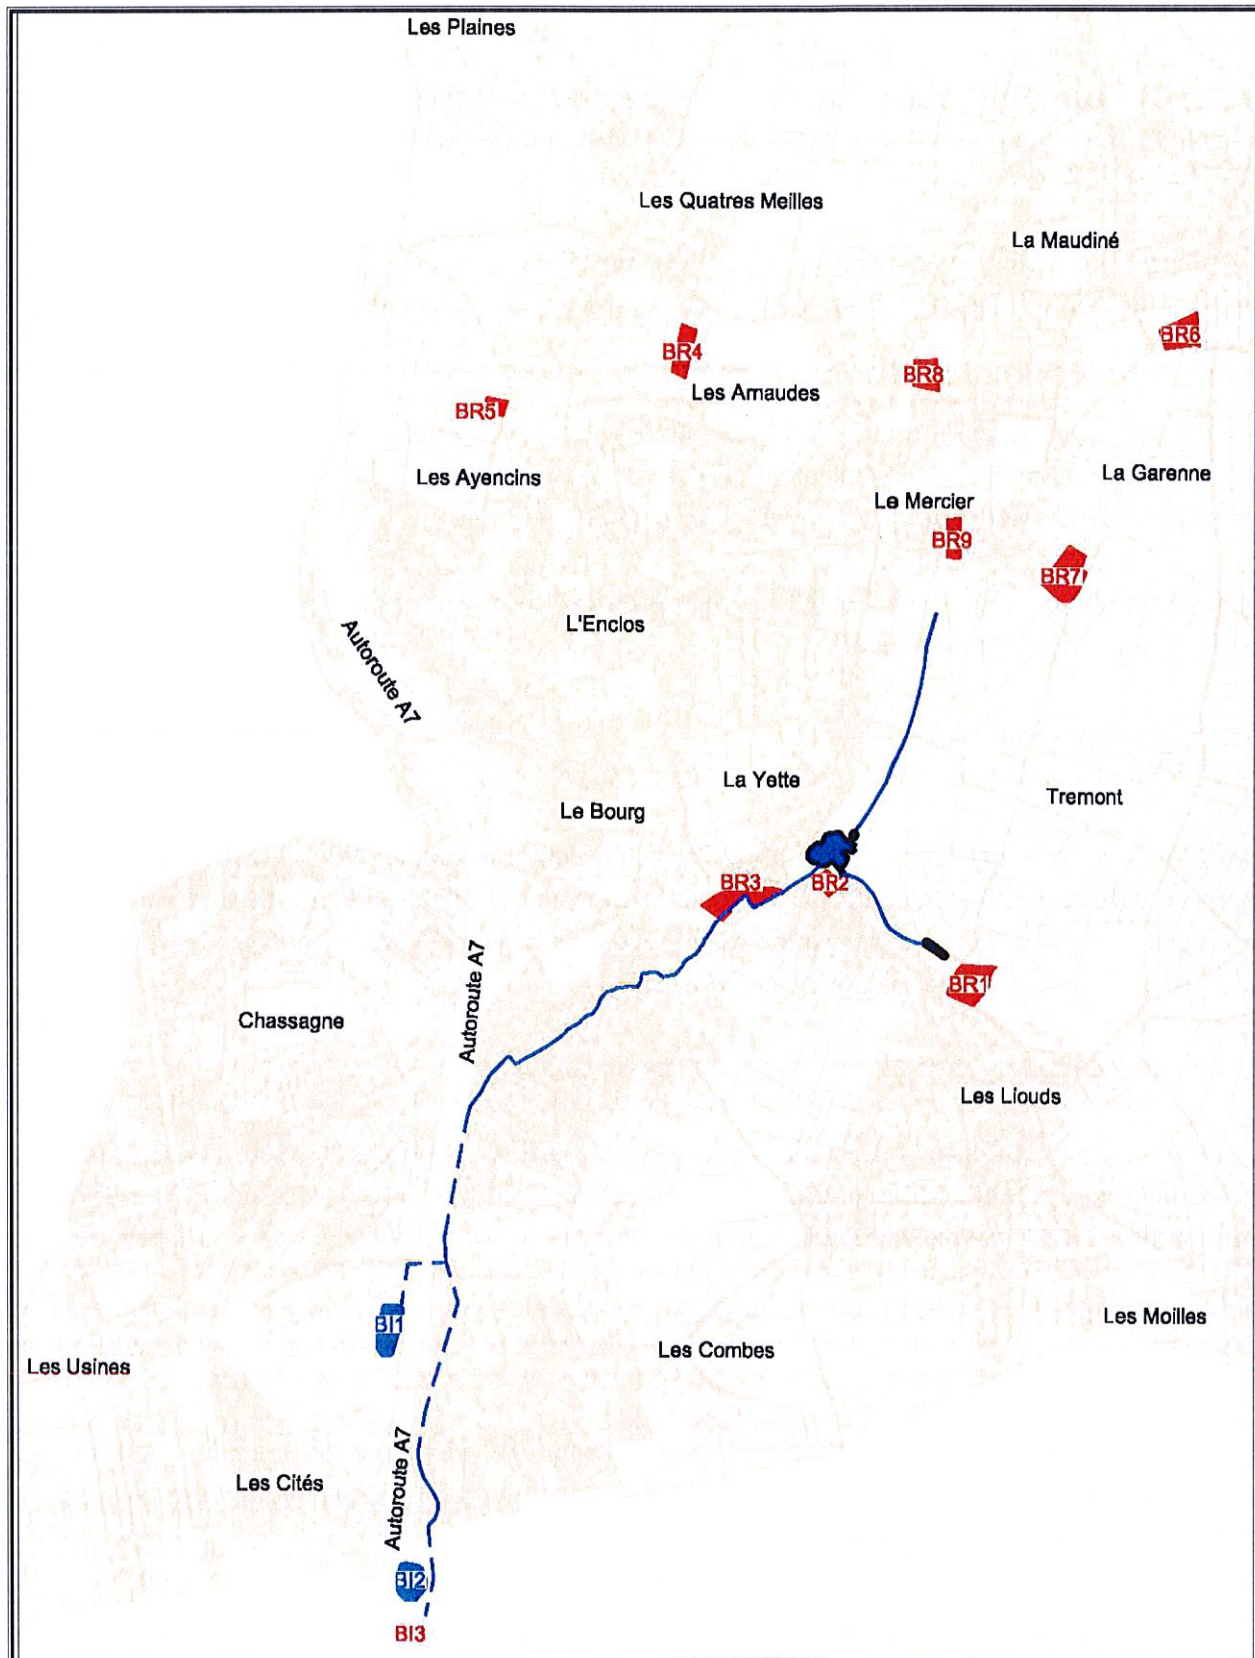 Les Plaines
Les Quatres Meilles
La Maudiné
BR6
BR4
BR8
Les Arnaudes
BR5
Les Ayencins
La Garenne
Le Mercier
BR9
BR7
L'Enclos
Autoroute A7
La Yette
Tremont
Le Bourg
BR3
BR2
Autoroute A7
BR1
Chassagne
Les Liouds
BI1
Les Moilles
Les Combes
Les Usines
Autoroute A7
Les Cités
BI2
BI3